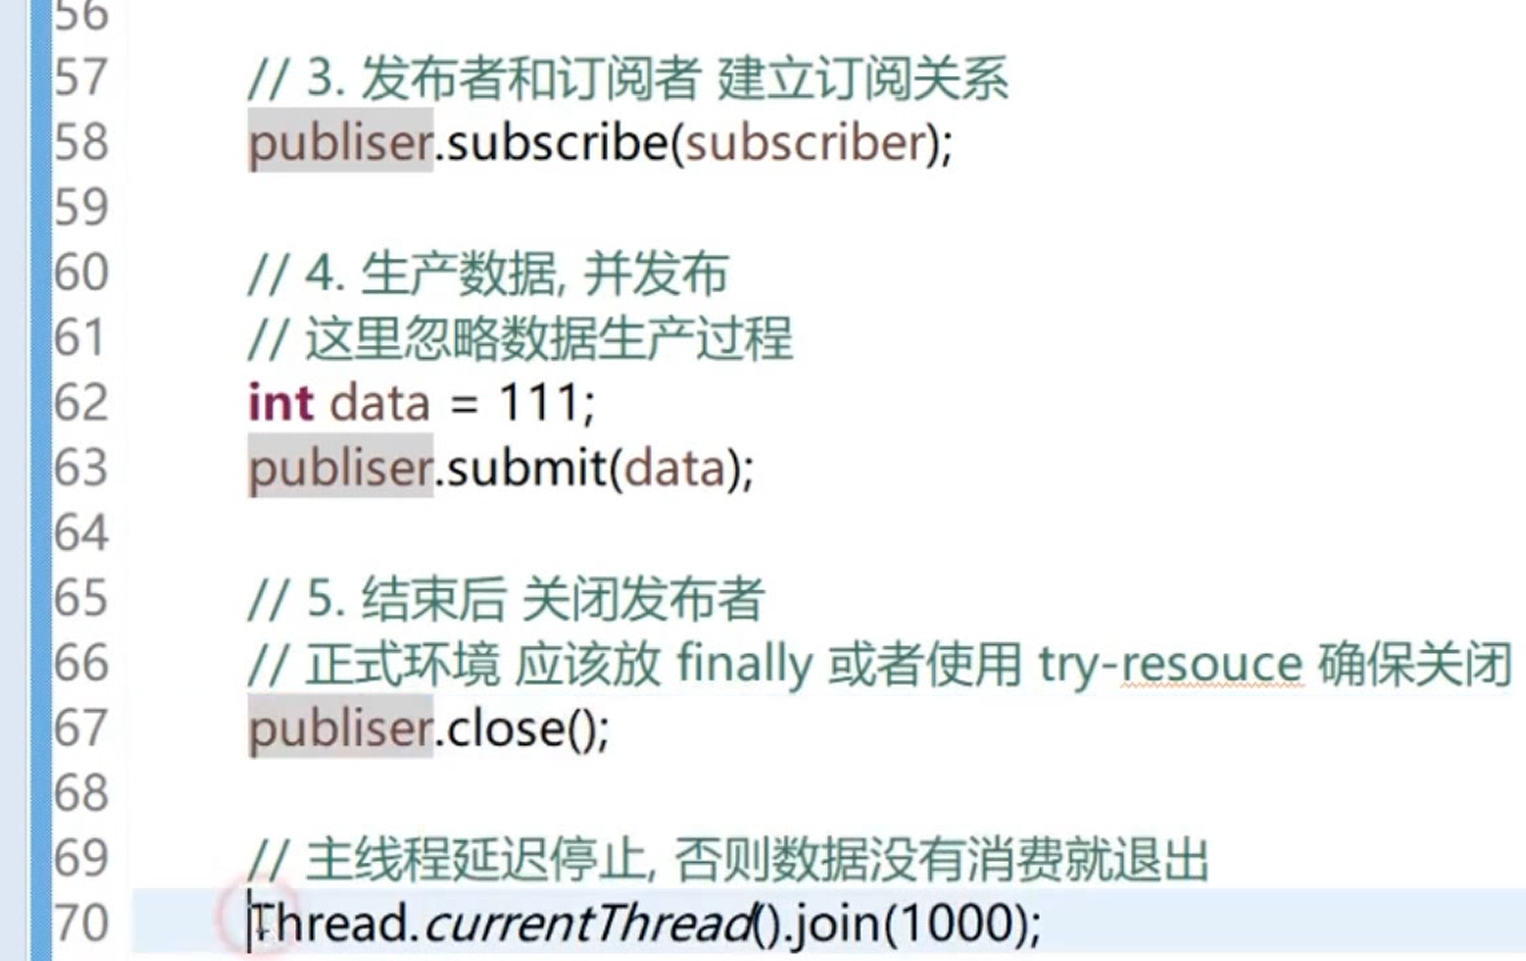 56
57 // 3. 发布者和订阅者 建立订阅关系
58 publiser.subscribe(subscriber);
59
60 // 4. 生产数据, 并发布
61 // 这里忽略数据生产过程
62 int data = 111;
63 publiser.submit(data);
64
65 // 5. 结束后 关闭发布者
66 // 正式环境 应该放 finally 或者使用 try-resouce 确保关闭
67 publiser.close();
68
69 // 主线程延迟停止, 否则数据没有消费就退出
70 Thread.currentThread().join(1000);